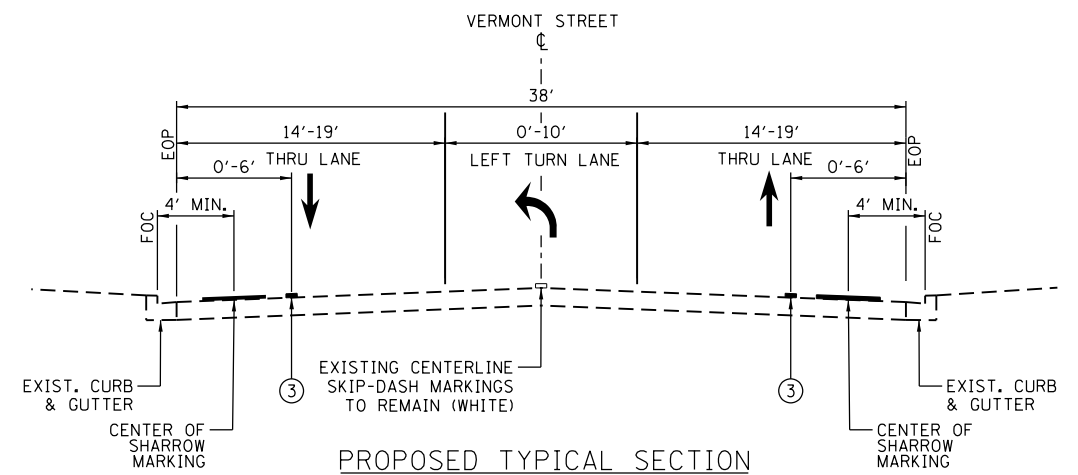 VERMONT STREET
℄
38'
14'-19'
0'-10'
14'-19'
EOP
EOP
THRU LANE
LEFT TURN LANE
THRU LANE
0'-6'
0'-6'
4' MIN.
4' MIN.
FOC
FOC
EXISTING CENTERLINE
SKIP-DASH MARKINGS
TO REMAIN (WHITE)
3
3
EXIST. CURB
& GUTTER
EXIST. CURB
& GUTTER
CENTER OF
SHARROW
MARKING
CENTER OF
SHARROW
MARKING
PROPOSED TYPICAL SECTION